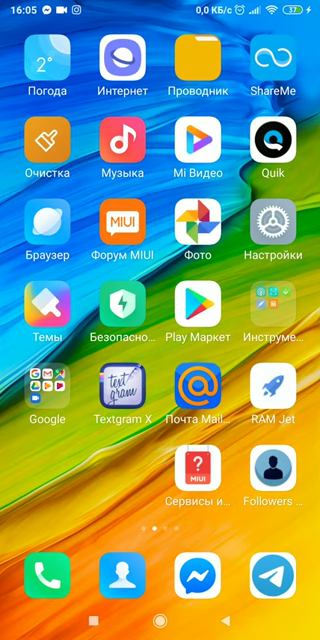 16:05 0,0 КБ/с 37
2°
Погода Интернет Проводник ShareMe
Очистка Музыка Mi Видео Quik
MIUI
Браузер Форум MIUI Фото Настройки
Темы Безопасно... Play Маркет Инструме...
text gram
Google Textgram X Почта Mail... RAM Jet
?
MIUI
Сервисы и... Followers ...